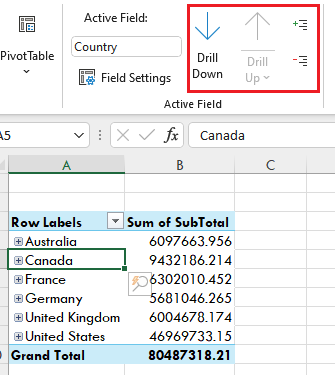 PivotTable
Active Field:
Country
Field Settings
Drill Down
Drill Up
Active Field
A5
fx
Canada
A B C
Row Labels Sum of SubTotal
Australia 6097663.956
Canada 9432186.214
France 6302010.452
Germany 5681046.265
United Kingdom 6004678.174
United States 46969733.15
Grand Total 80487318.21